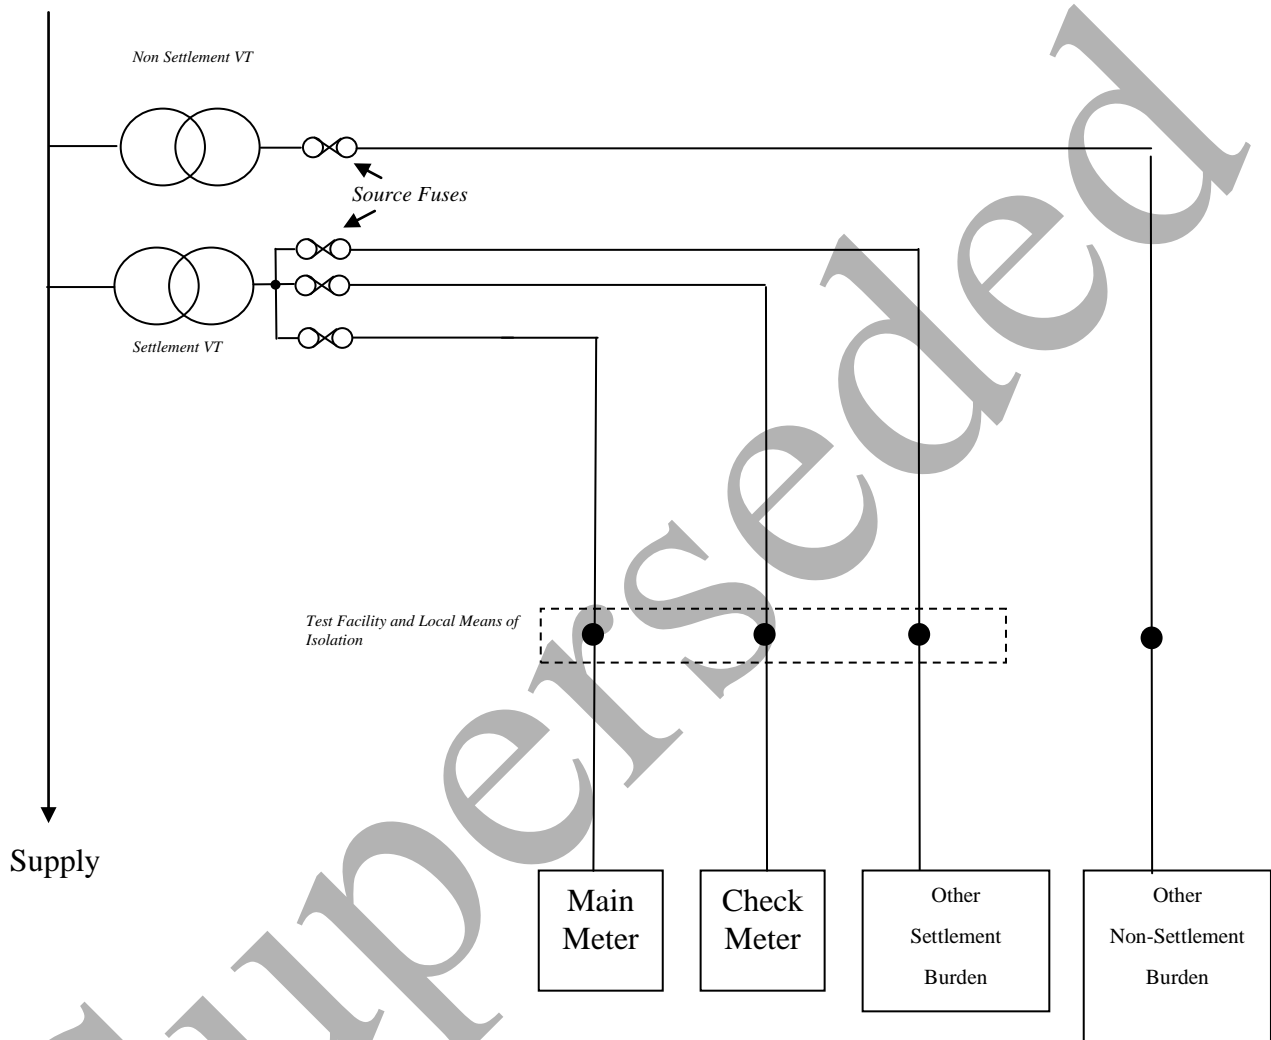 Non Settlement VT
Source Fuses
Settlement VT
Test Facility and Local Means of
Isolation
Supply
Main
Meter
Check
Meter
Other
Settlement
Burden
Other
Non-Settlement
Burden
Superseded